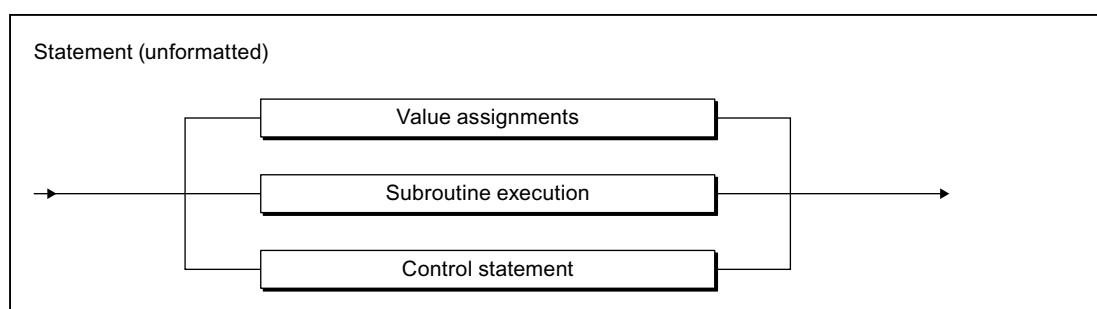 Statement (unformatted)
Value assignments
Subroutine execution
Control statement